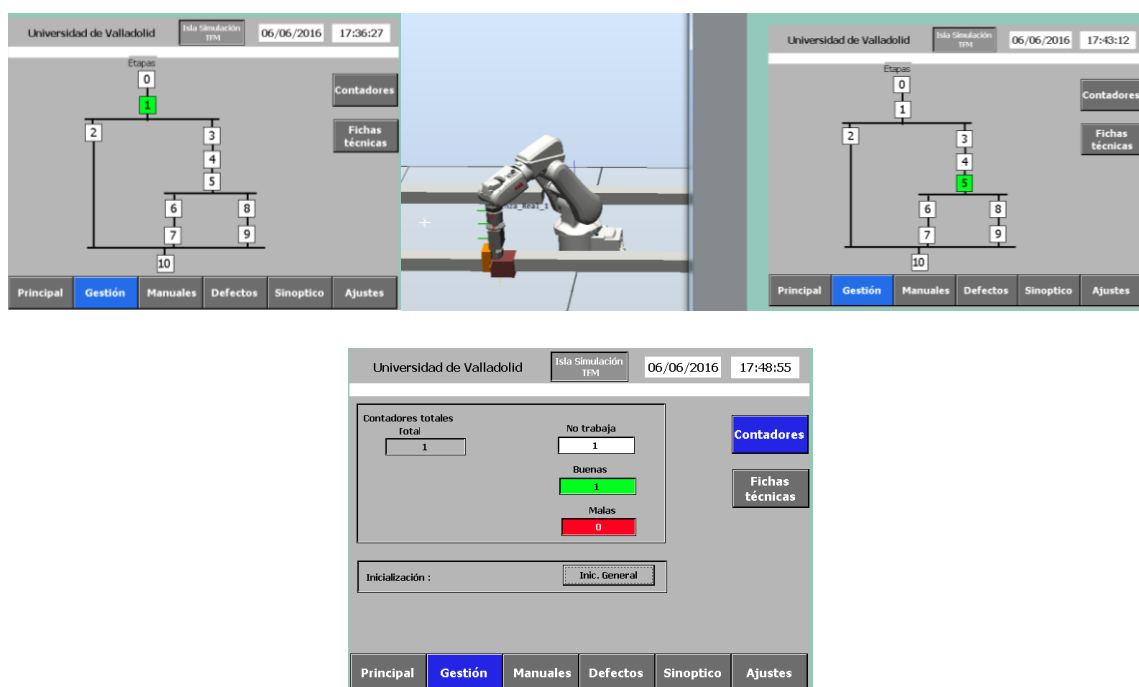 Universidad de Valladolid
Isla Simulación
TFM
06/06/2016
17:36:27
Etapas
0
1
2
3
4
5
6
8
7
9
10
Contadores
Fichas
técnicas
Principal
Gestión
Manuales
Defectos
Sinoptico
Ajustes
Universidad de Valladolid
Isla Simulación
TFM
06/06/2016
17:43:12
Etapas
0
1
2
3
4
5
6
8
7
9
10
Contadores
Fichas
técnicas
Principal
Gestión
Manuales
Defectos
Sinoptico
Ajustes
Universidad de Valladolid
Isla Simulación
TFM
06/06/2016
17:48:55
Contadores totales
Total
1
No trabaja
1
Buenas
1
Malas
0
Contadores
Fichas
técnicas
Inicialización :
Inic. General
Principal
Gestión
Manuales
Defectos
Sinoptico
Ajustes